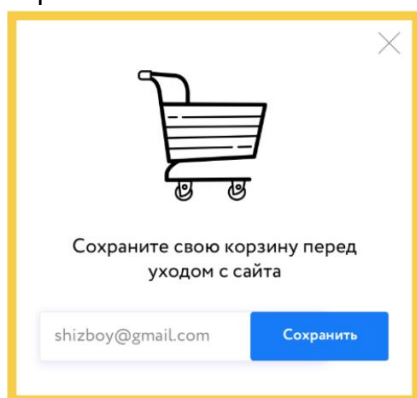 Сохраните свою корзину перед
уходом с сайта
shizboy@gmail.com Сохранить